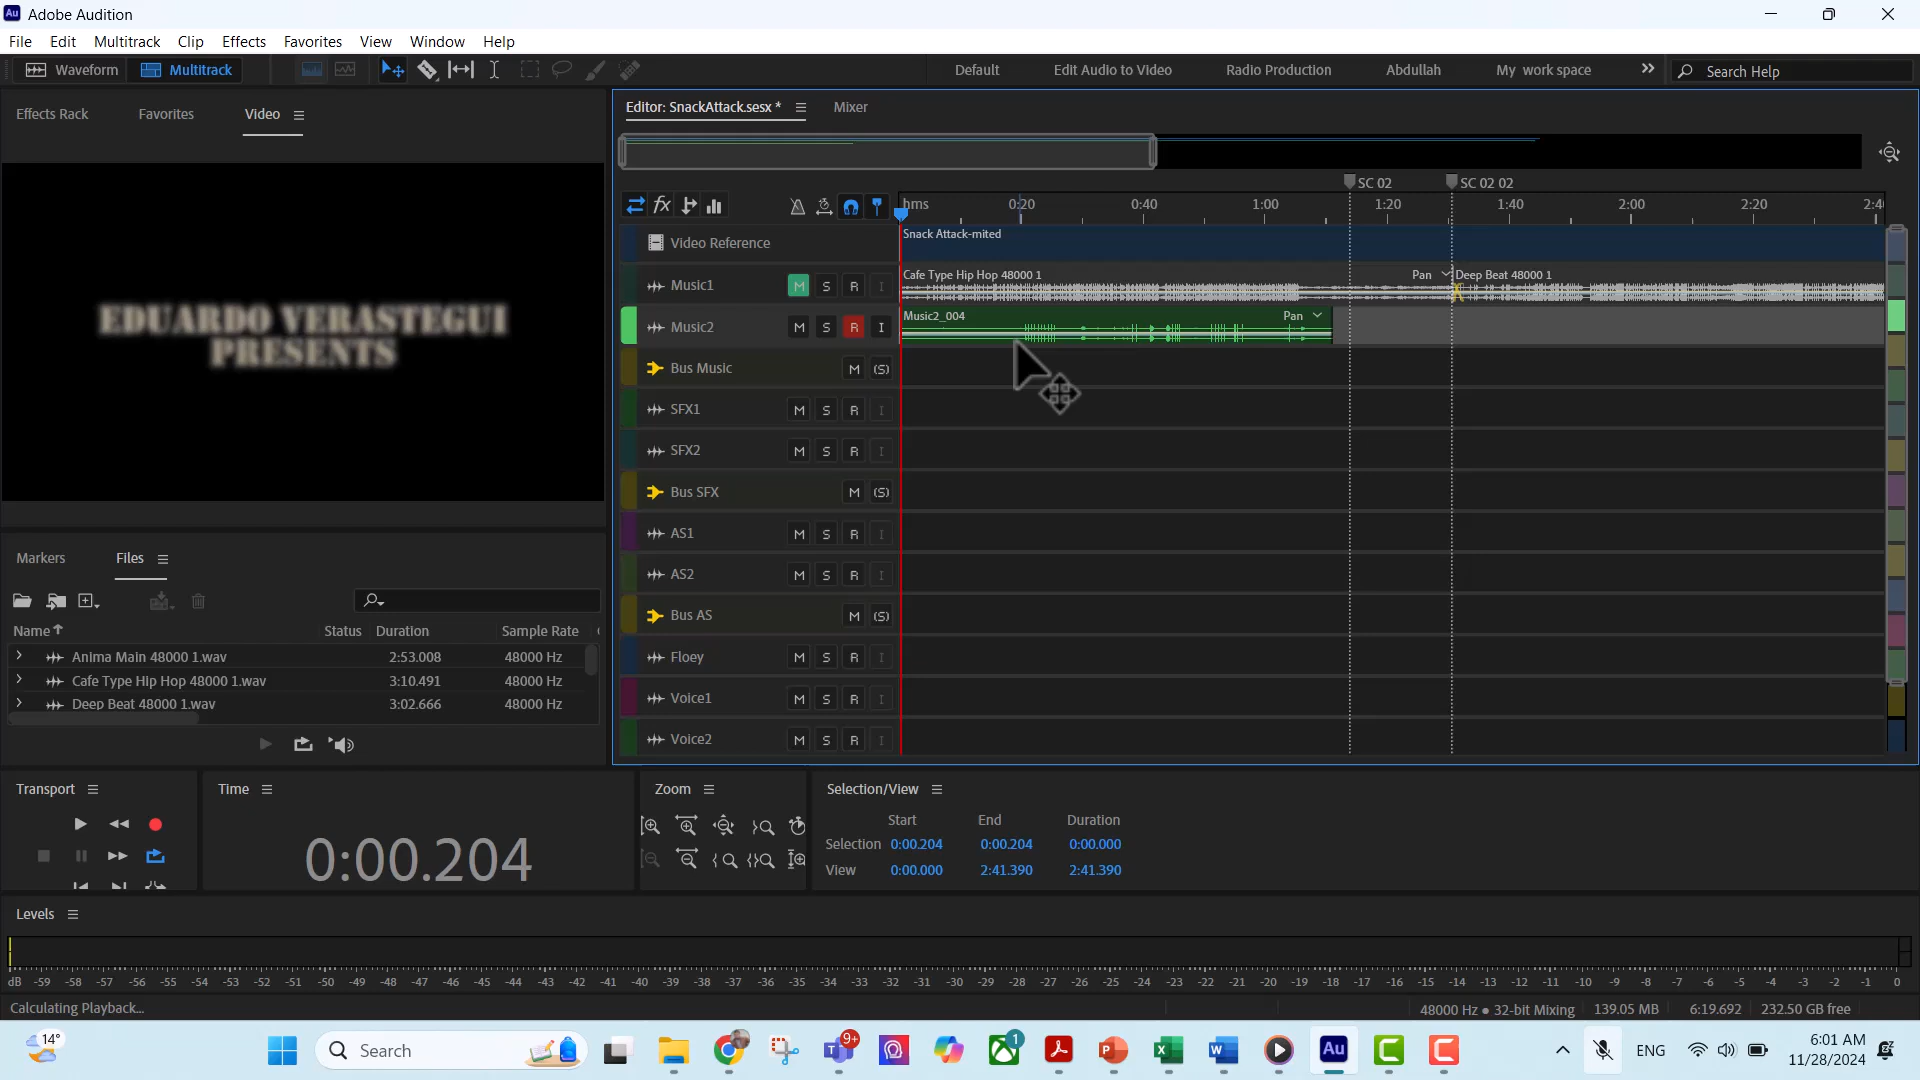 Au Adobe Audition
File Edit Multitrack Clip Effects Favorites View Window Help
Waveform Multitrack Default Edit Audio to Video Radio Production Abdullah My work space Search Help
Effects Rack Favorites Video
EDUARDO VERASTEGUI
PRESENTS
Editor: SnackAttack.sesx * Mixer
SC 02 SC 02 02
hms 0:20 0:40 1:00 1:20 1:40 2:00 2:20 2:4
Video Reference Snack Attack-mited
Music1 M S R I Cafe Type Hip Hop 48000 1 Pan Deep Beat 48000 1
Music2 M S R I Music2_004 Pan
Bus Music M (S)
SFX1 M S R I
SFX2 M S R I
Bus SFX M (S)
AS1 M S R I
AS2 M S R I
Bus AS M (S)
Floey M S R I
Voice1 M S R I
Voice2 M S R I
Markers Files
Name Status Duration Sample Rate
Anima Main 48000 1.wav 2:53.008 48000 Hz
Cafe Type HIp Hop 48000 1.wav 3:10.491 48000 Hz
Deep Beat 48000 1.wav 3:02.666 48000 Hz
Transport Time Zoom Selection/View
0:00.204
Start End Duration
Selection 0:00.204 0:00.204 0:00.000
View 0:00.000 2:41.390 2:41.390
Levels
dB -59 -58 -57 -56 -55 -54 -53 -52 -51 -50 -49 -48 -47 -46 -45 -44 -43 -42 -41 -40 -39 -38 -37 -36 -35 -34 -33 -32 -31 -30 -29 -28 -27 -26 -25 -24 -23 -22 -21 -20 -19 -18 -17 -16 -15 -14 -13 -12 -11 -10 -9 -8 -7 -6 -5 -4 -3 -2 -1 0
Calculating Playback... 48000 Hz ● 32-bit Mixing 139.05 MB 6:19.692 232.50 GB free
14° Search 9+ 1 Au ENG 6:01 AM
11/28/2024